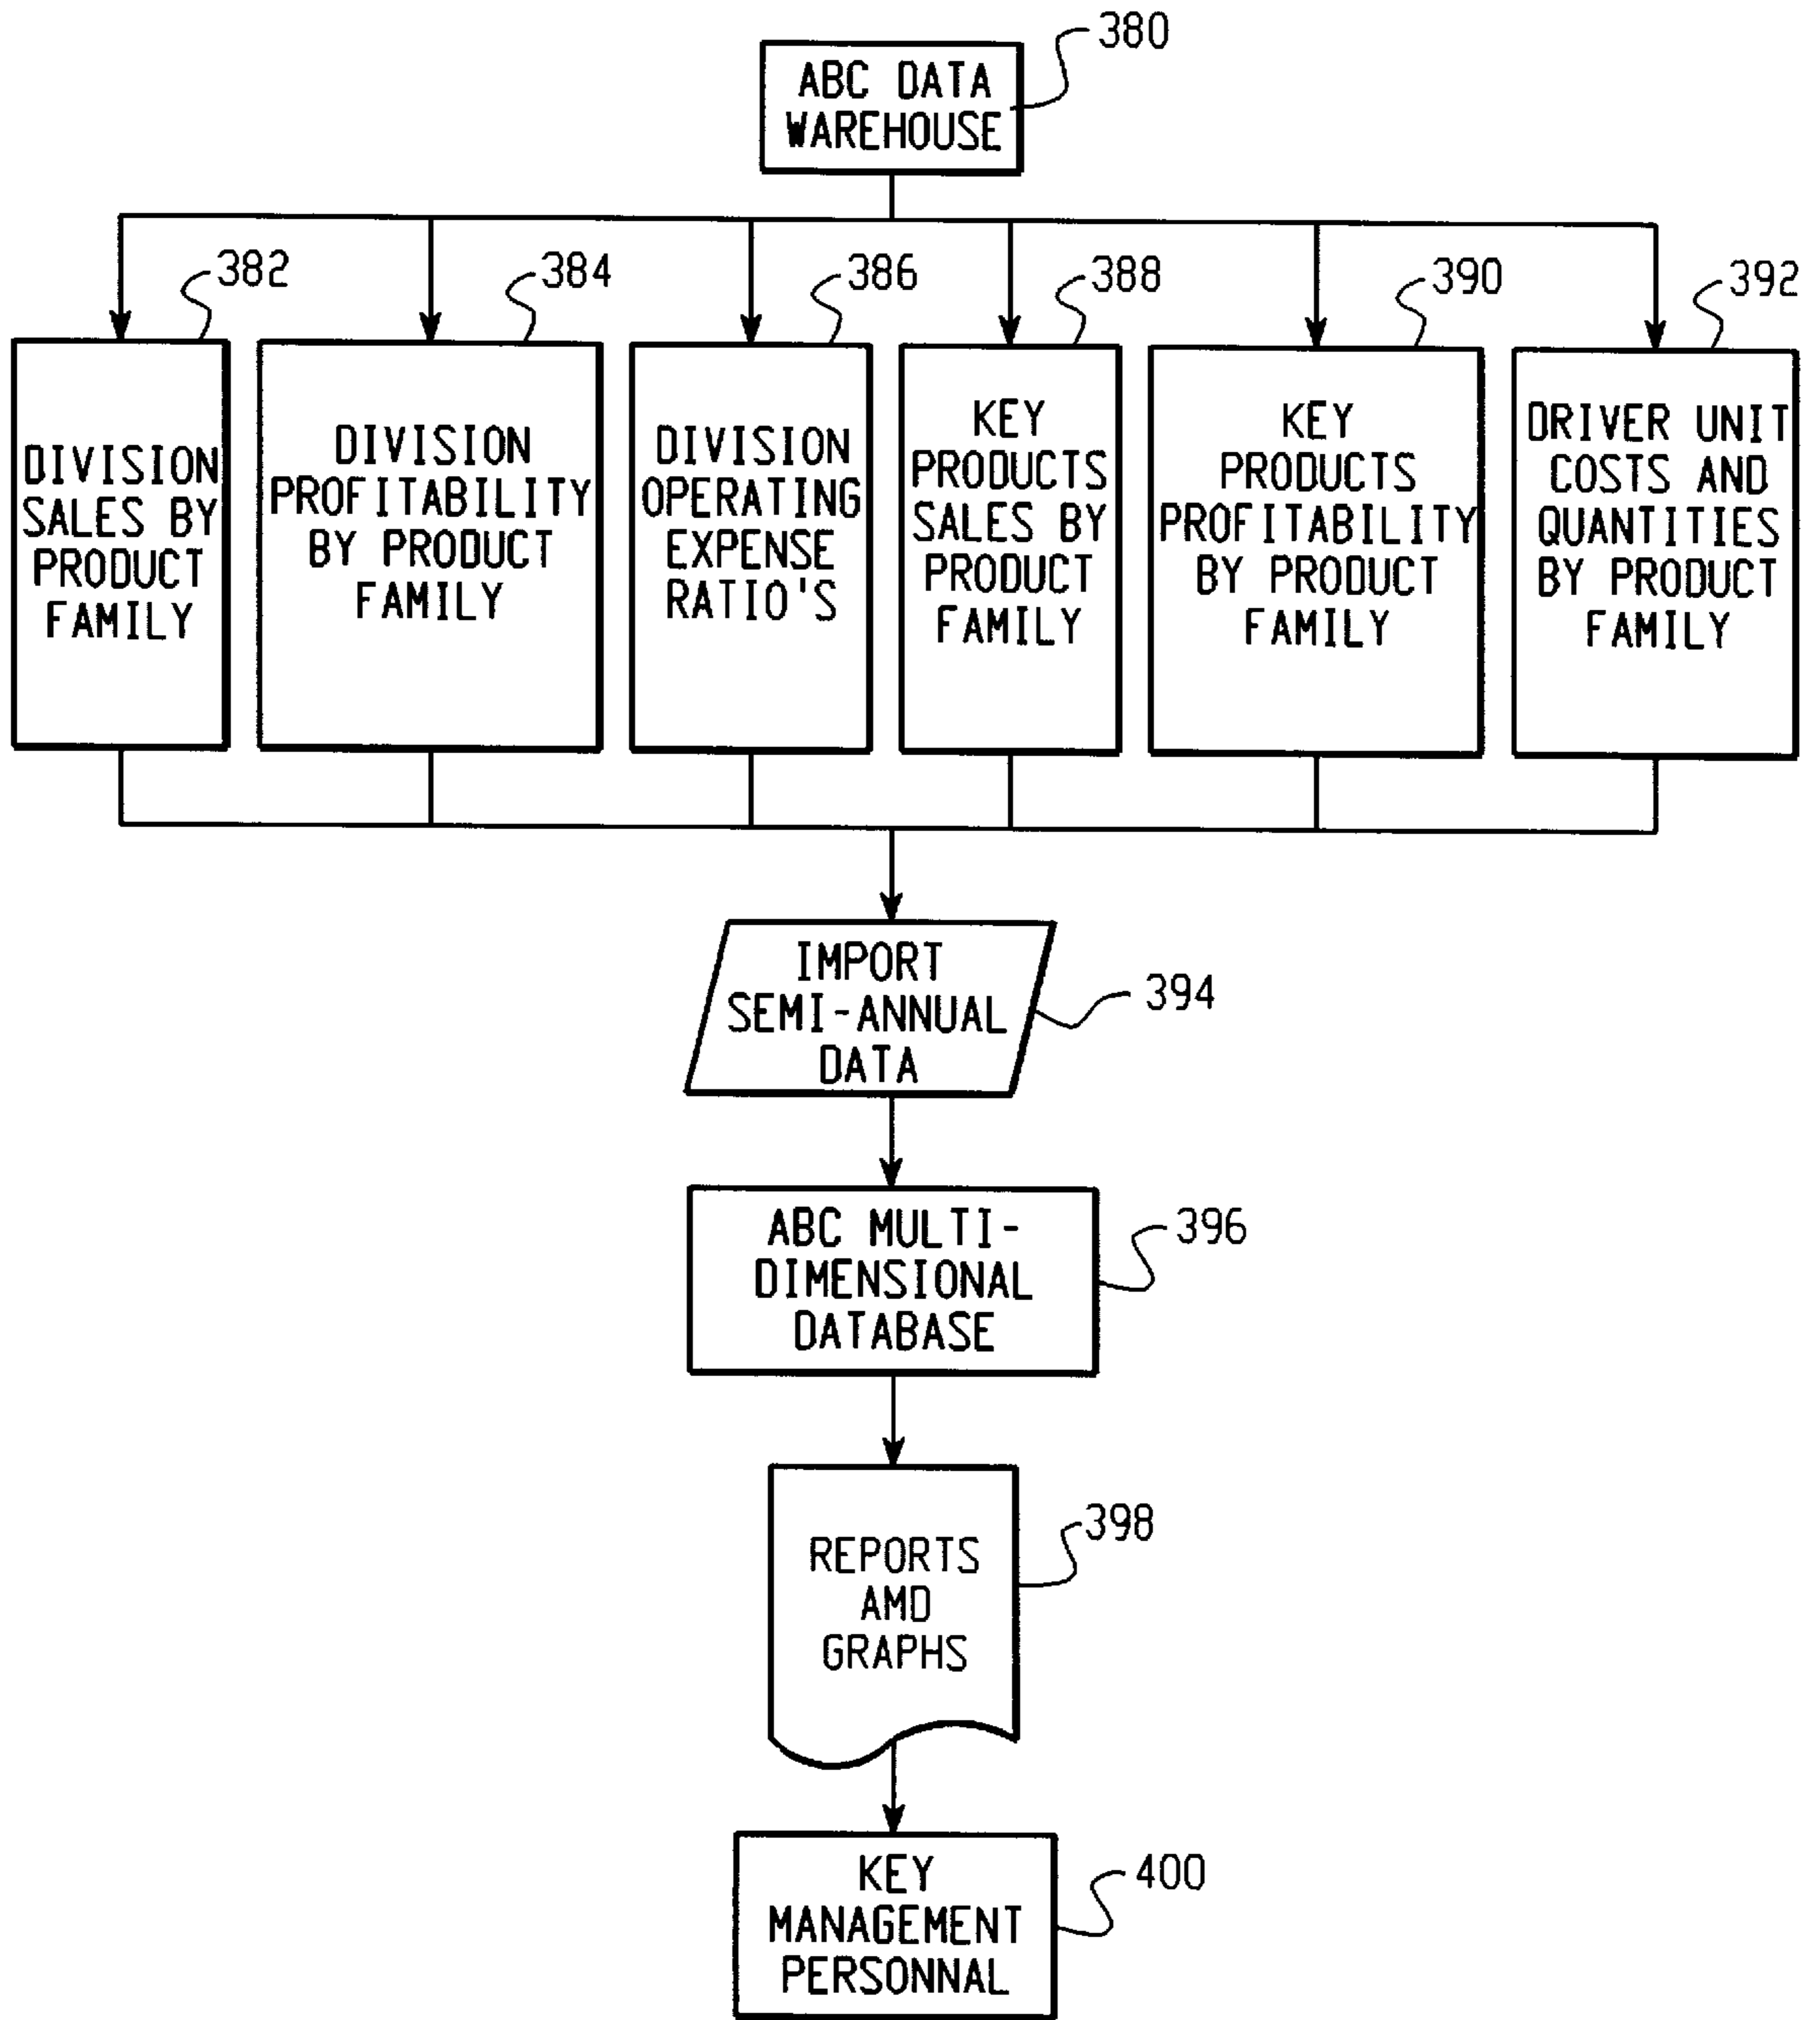 380
ABC DATA
WAREHOUSE
382
384
386
388
390
392
DIVISION
SALES BY
PRODUCT
FAMILY
DIVISION
PROFITABILITY
BY PRODUCT
FAMILY
DIVISION
OPERATING
EXPENSE
RATIO'S
KEY
PRODUCTS
SALES BY
PRODUCT
FAMILY
KEY
PRODUCTS
PROFITABILITY
BY PRODUCT
FAMILY
DRIVER UNIT
COSTS AND
QUANTITIES
BY PRODUCT
FAMILY
IMPORT
SEMI-ANNUAL
DATA
394
ABC MULTI-
DIMENSIONAL
DATABASE
396
REPORTS
AMD
GRAPHS
398
KEY
MANAGEMENT
PERSONNAL
400